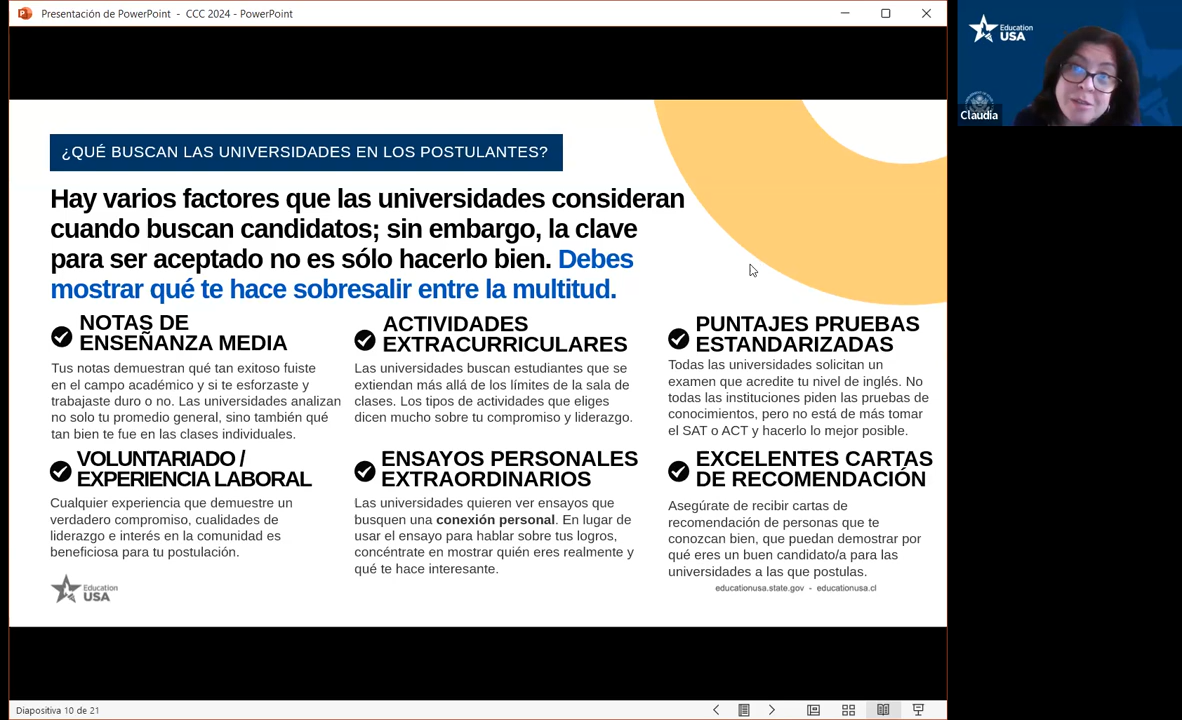 Presentación de PowerPoint - CCC 2024 - PowerPoint
Education
USA
Claudia
¿QUÉ BUSCAN LAS UNIVERSIDADES EN LOS POSTULANTES?
Hay varios factores que las universidades consideran
cuando buscan candidatos; sin embargo, la clave
para ser aceptado no es sólo hacerlo bien. Debes
mostrar qué te hace sobresalir entre la multitud.
NOTAS DE
ENSEÑANZA MEDIA
Tus notas demuestran qué tan exitoso fuiste
en el campo académico y si te esforzaste y
trabajaste duro o no. Las universidades analizan
no solo tu promedio general, sino también qué
tan bien te fue en las clases individuales.
ACTIVIDADES
EXTRACURRICULARES
Las universidades buscan estudiantes que se
extiendan más allá de los límites de la sala de
clases. Los tipos de actividades que eliges
dicen mucho sobre tu compromiso y liderazgo.
PUNTAJES PRUEBAS
ESTANDARIZADAS
Todas las universidades solicitan un
examen que acredite tu nivel de inglés. No
todas las instituciones piden las pruebas de
conocimientos, pero no está de más tomar
el SAT o ACT y hacerlo lo mejor posible.
VOLUNTARIADO /
EXPERIENCIA LABORAL
Cualquier experiencia que demuestre un
verdadero compromiso, cualidades de
liderazgo e interés en la comunidad es
beneficiosa para tu postulación.
ENSAYOS PERSONALES
EXTRAORDINARIOS
Las universidades quieren ver ensayos que
busquen una conexión personal. En lugar de
usar el ensayo para hablar sobre tus logros,
concéntrate en mostrar quién eres realmente y
qué te hace interesante.
EXCELENTES CARTAS
DE RECOMENDACIÓN
Asegúrate de recibir cartas de
recomendación de personas que te
conozcan bien, que puedan demostrar por
qué eres un buen candidato/a para las
universidades a las que postulas.
Education
USA
educationusa.state.gov - educationusa.cl
Diapositiva 10 de 21